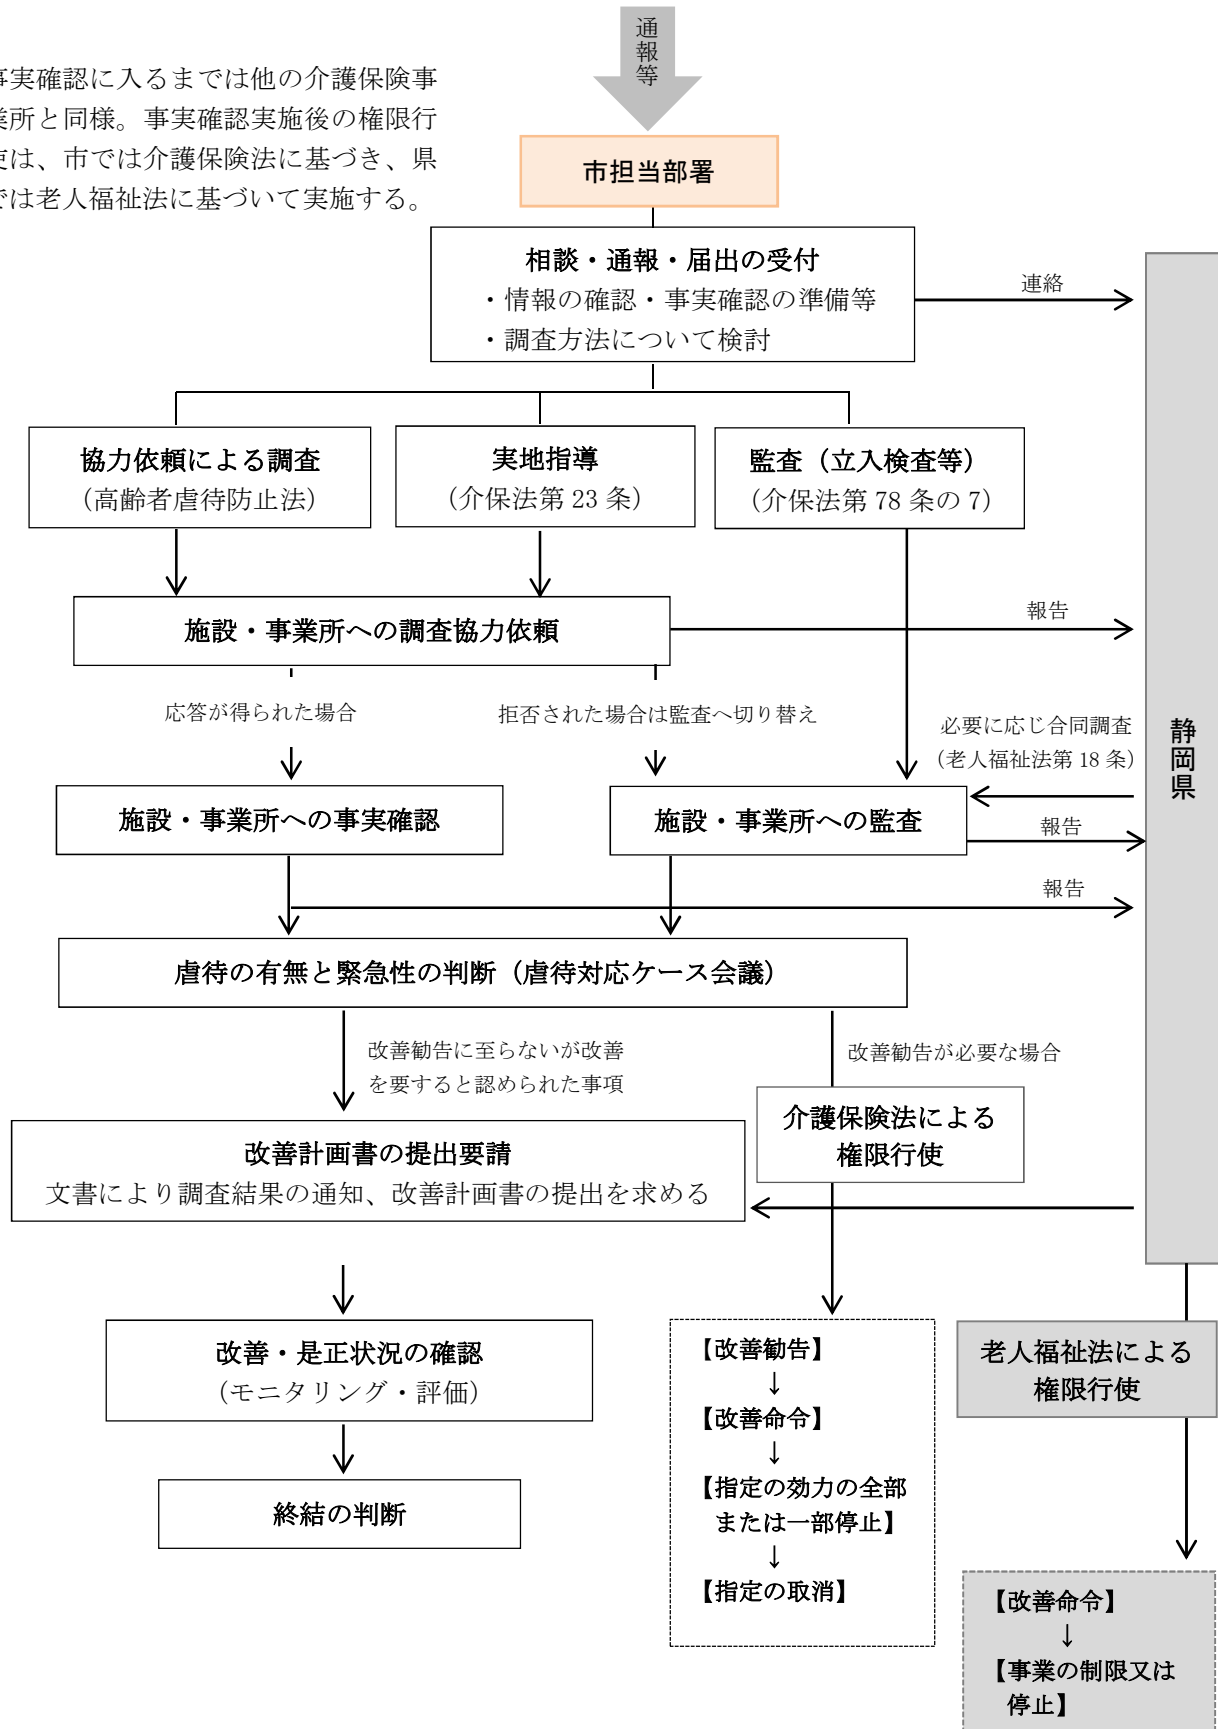 通報等
事実確認に入るまでは他の介護保険事
業所と同様。事実確認実施後の権限行
使は、市では介護保険法に基づき、県
では老人福祉法に基づいて実施する。
市担当部署
相談・通報・届出の受付
・情報の確認・事実確認の準備等
・調査方法について検討
連絡
協力依頼による調査
（高齢者虐待防止法）
実地指導
（介保法第 23 条）
監査（立入検査等）
（介保法第 78 条の 7）
施設・事業所への調査協力依頼
報告
応答が得られた場合
拒否された場合は監査へ切り替え
必要に応じ合同調査
（老人福祉法第 18 条）
静岡県
施設・事業所への事実確認
施設・事業所への監査
報告
報告
虐待の有無と緊急性の判断（虐待対応ケース会議）
改善勧告に至らないが改善
を要すると認められた事項
改善勧告が必要な場合
介護保険法による
権限行使
改善計画書の提出要請
文書により調査結果の通知、改善計画書の提出を求める
改善・是正状況の確認
（モニタリング・評価）
終結の判断
【改善勧告】
↓
【改善命令】
↓
【指定の効力の全部
または一部停止】
↓
【指定の取消】
老人福祉法による
権限行使
【改善命令】
↓
【事業の制限又は
停止】